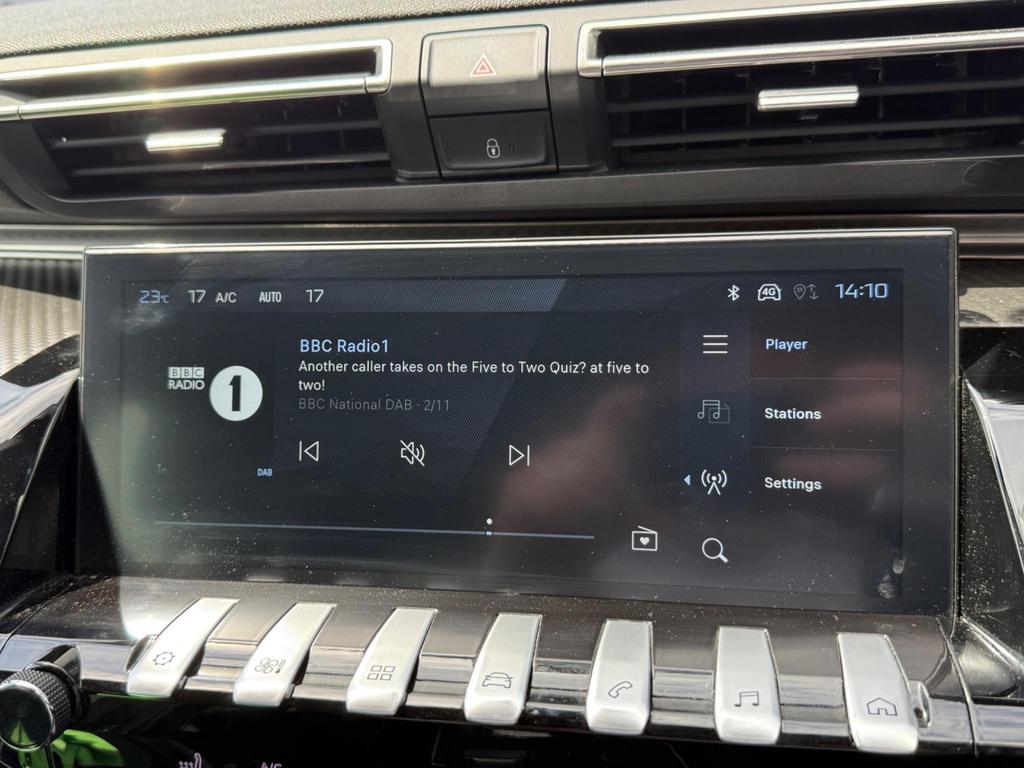 23°C 17 A/C AUTO 17 4G 14:10
BBC Radio1
Another caller takes on the Five to Two Quiz? at five to
two!
BBC National DAB · 2/11
BBC
RADIO 1
DAB
Player
Stations
Settings
A/C